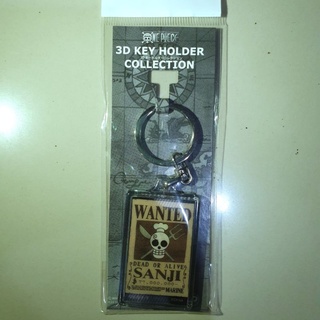 ONE PIECE
3D KEY HOLDER
COLLECTION
WANTED
DEAD OR ALIVE
SANJI
MARINE